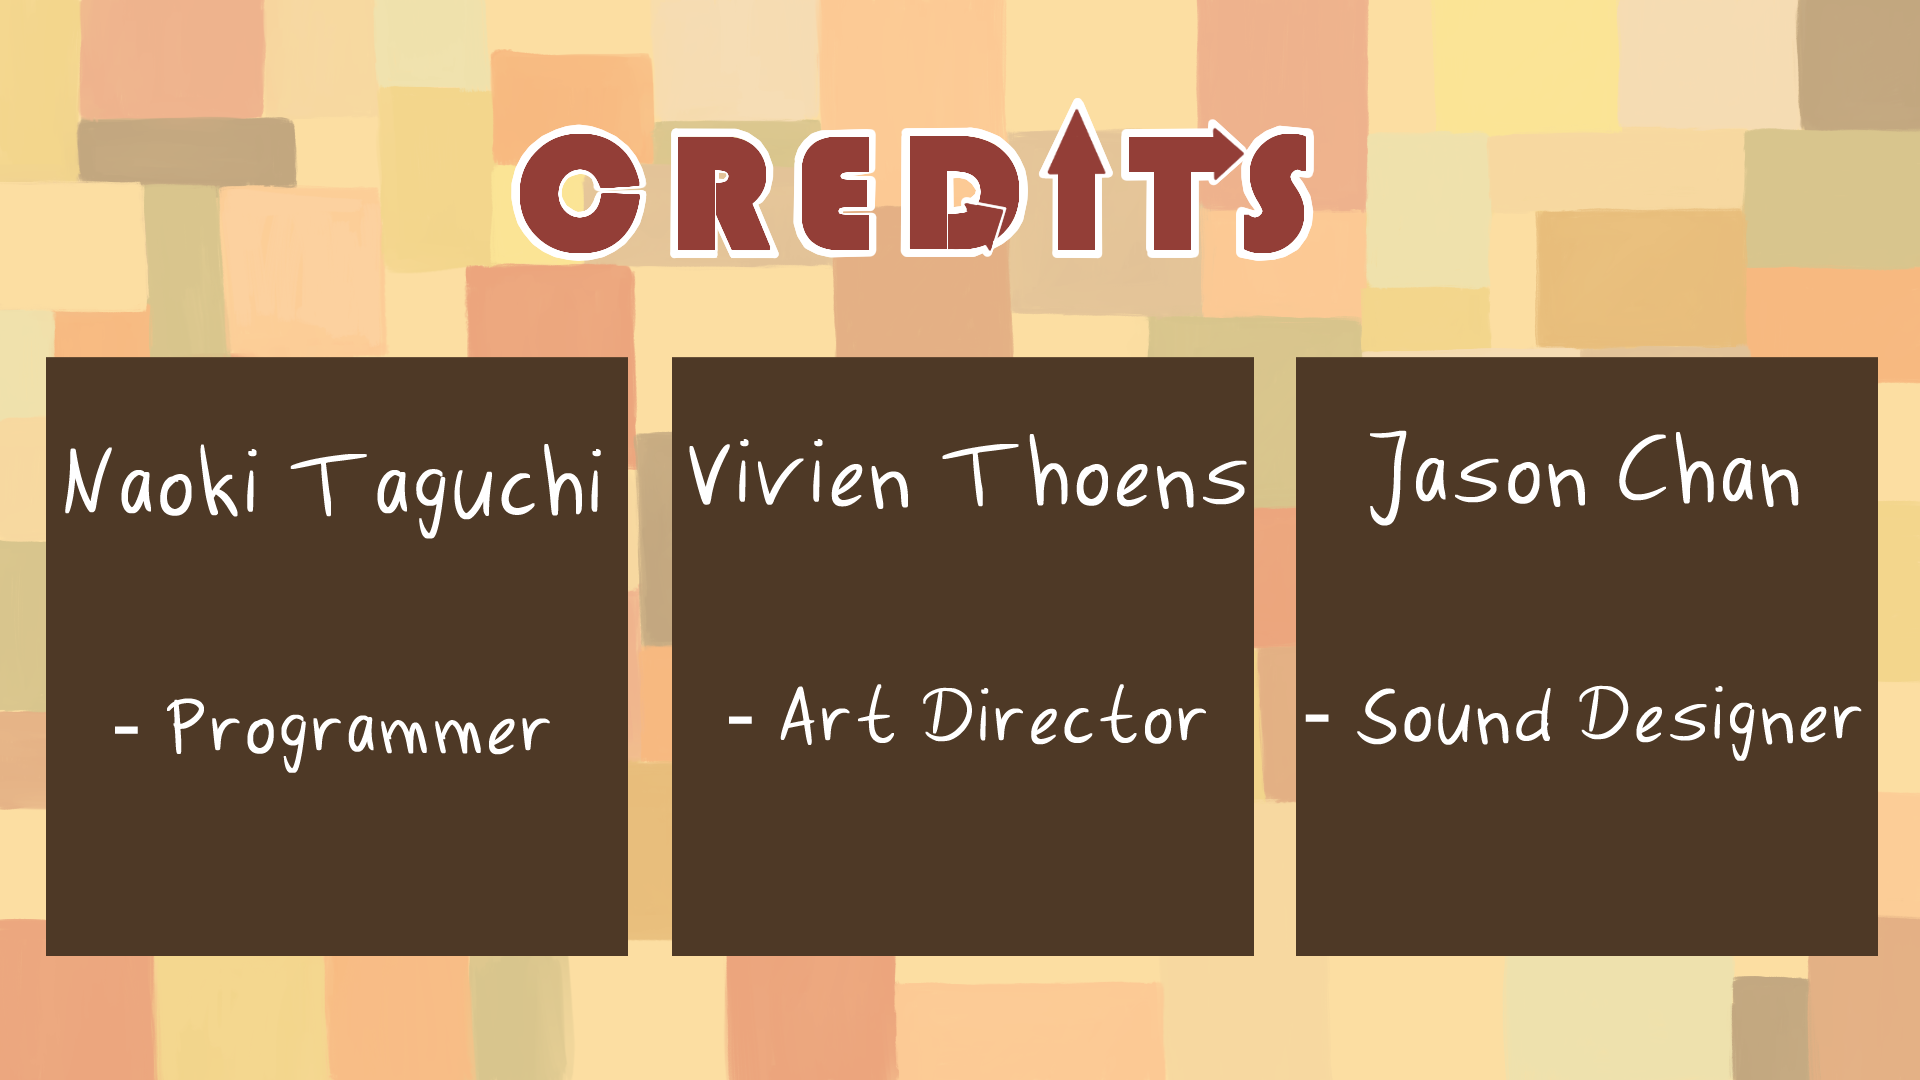 CREDITS
Naoki Taguchi
- Programmer
Vivien Thoens
- Art Director
Jason Chan
- Sound Designer